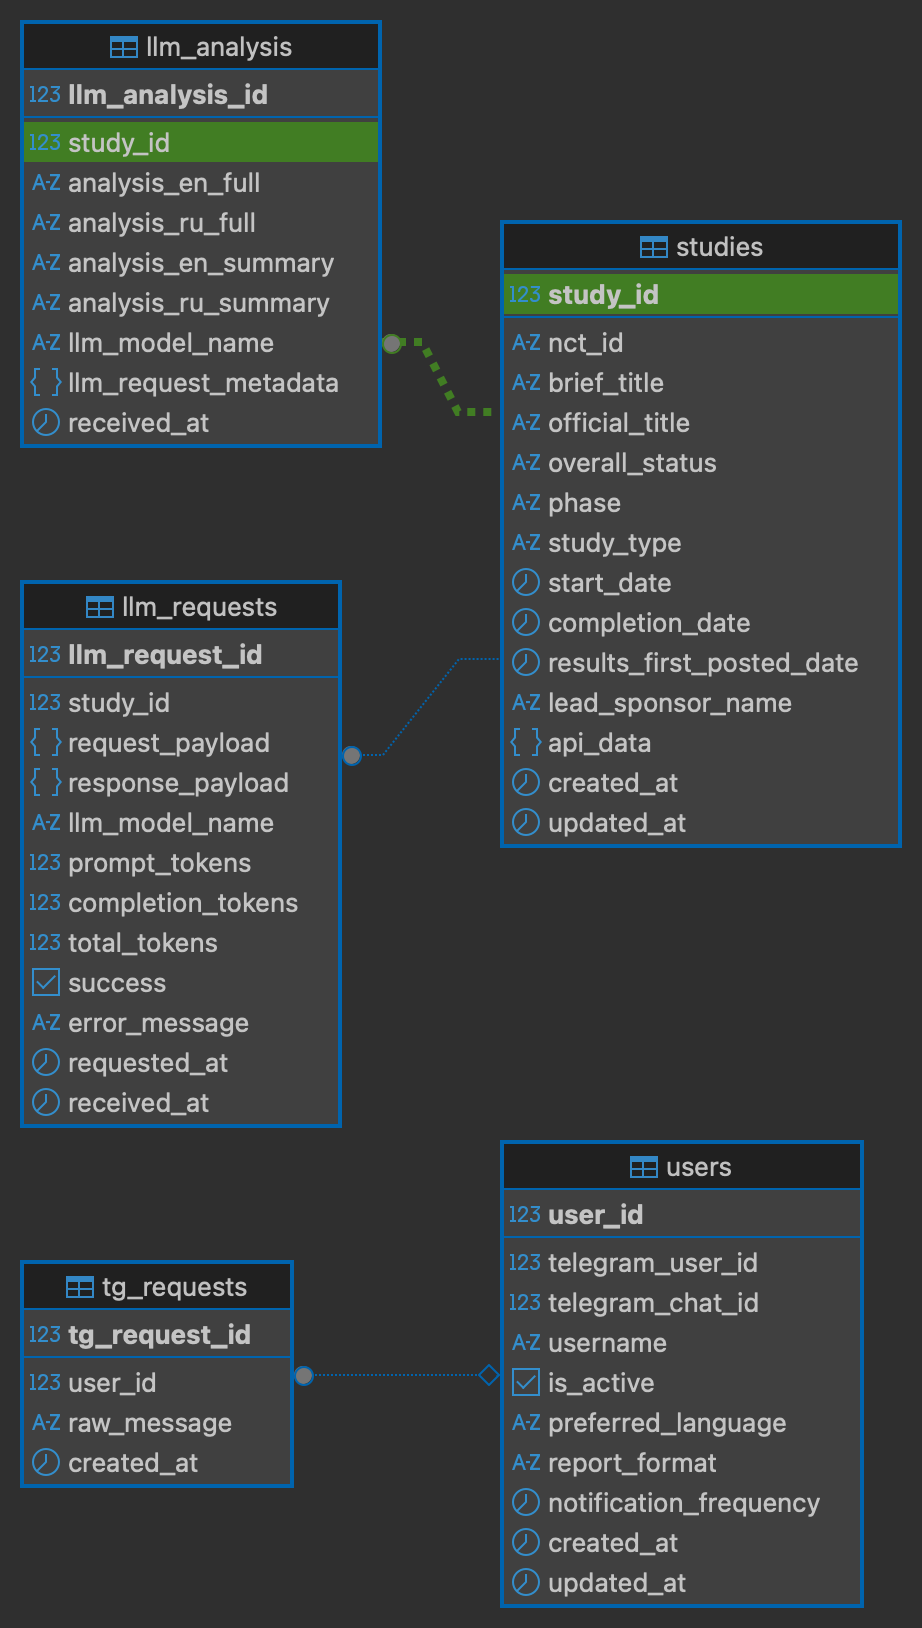 llm_analysis
123 llm_analysis_id
123 study_id
A-Z analysis_en_full
A-Z analysis_ru_full
A-Z analysis_en_summary
A-Z analysis_ru_summary
A-Z llm_model_name
{ } llm_request_metadata
received_at
studies
123 study_id
A-Z nct_id
A-Z brief_title
A-Z official_title
A-Z overall_status
A-Z phase
A-Z study_type
start_date
completion_date
results_first_posted_date
A-Z lead_sponsor_name
{ } api_data
created_at
updated_at
llm_requests
123 llm_request_id
123 study_id
{ } request_payload
{ } response_payload
A-Z llm_model_name
123 prompt_tokens
123 completion_tokens
123 total_tokens
success
A-Z error_message
requested_at
received_at
users
123 user_id
123 telegram_user_id
123 telegram_chat_id
A-Z username
is_active
A-Z preferred_language
A-Z report_format
notification_frequency
created_at
updated_at
tg_requests
123 tg_request_id
123 user_id
A-Z raw_message
created_at